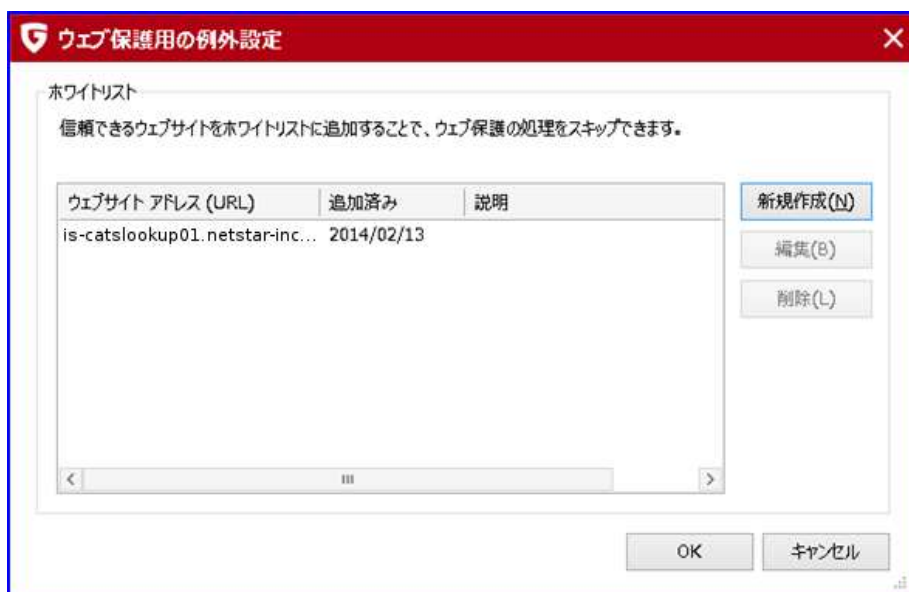 ウェブ保護用の例外設定
ホワイトリスト
信頼できるウェブサイトをホワイトリストに追加することで、ウェブ保護の処理をスキップできます。
ウェブサイト アドレス (URL) 追加済み 説明
is-catslookup01.netstar-inc... 2014/02/13
新規作成(N)
編集(B)
削除(L)
OK キャンセル